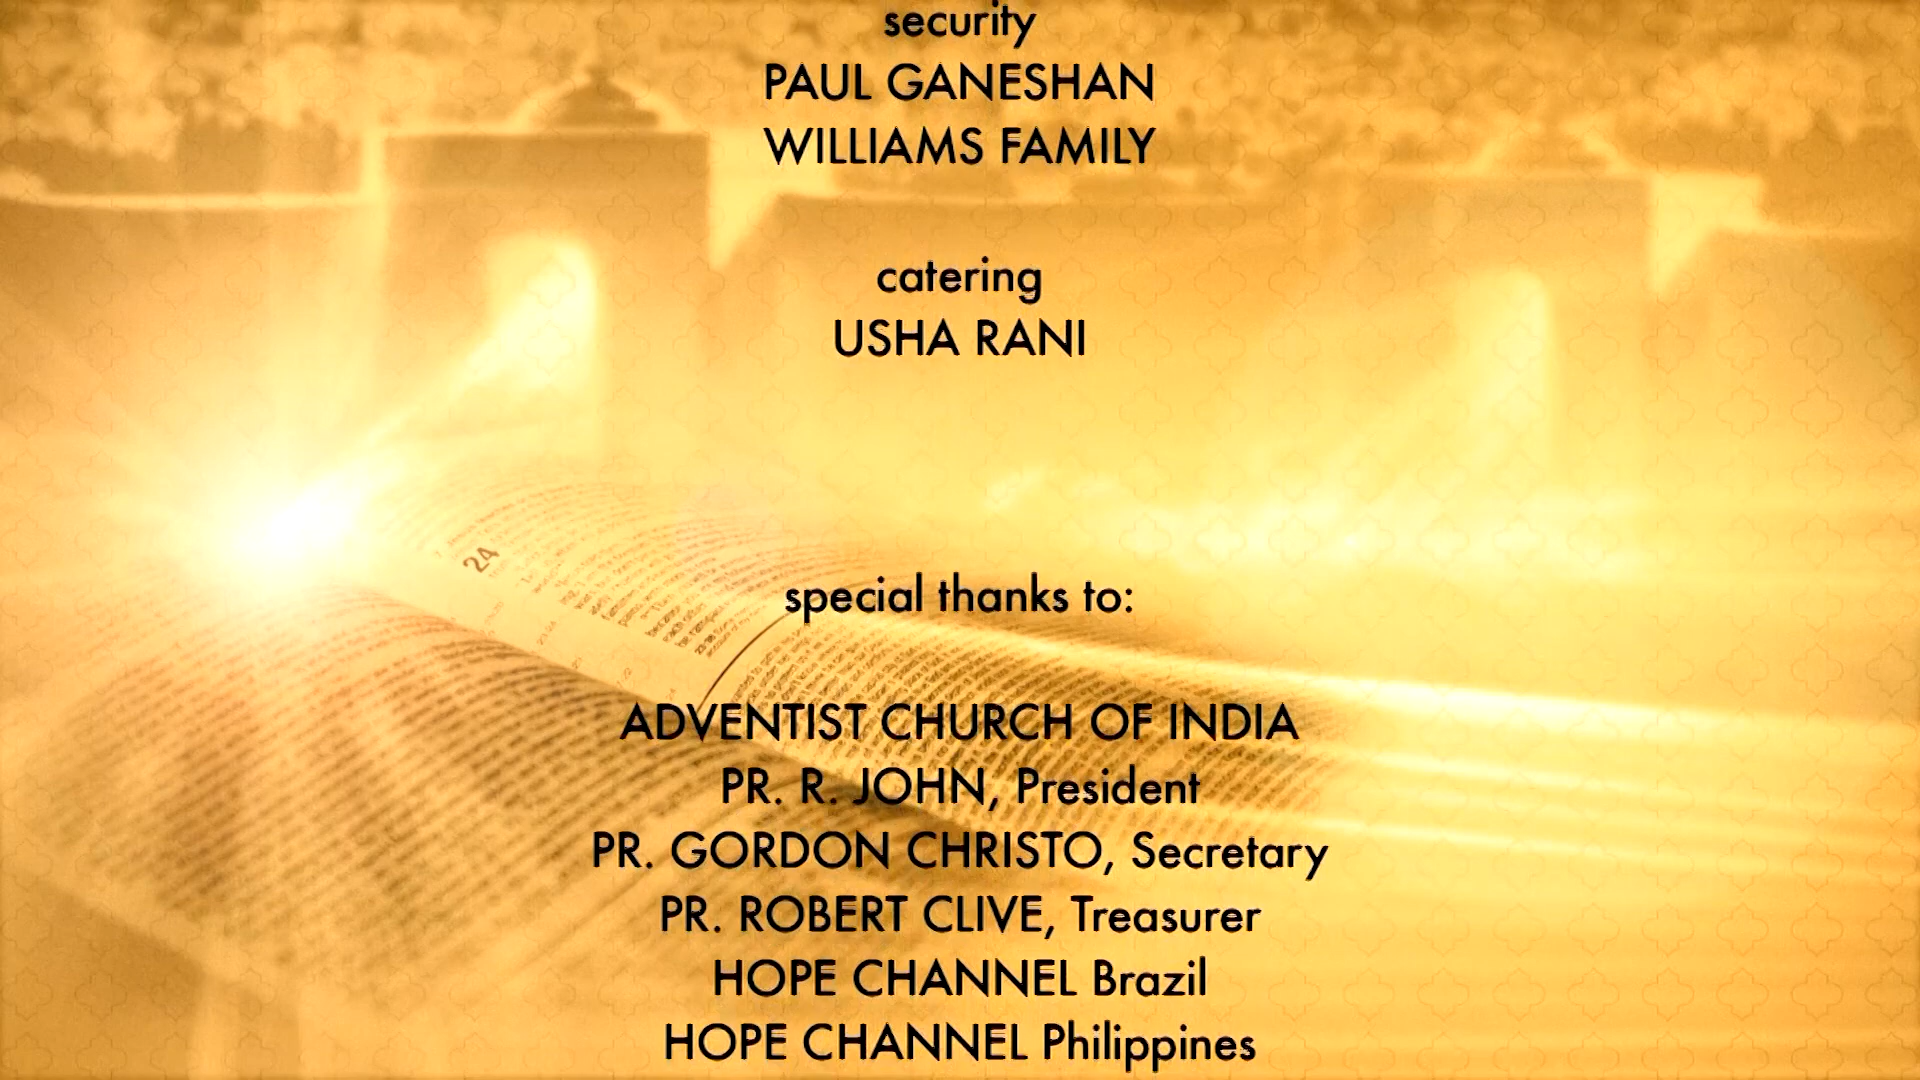 security
PAUL GANESHAN
WILLIAMS FAMILY
catering
USHA RANI
24
special thanks to:
ADVENTIST CHURCH OF INDIA
PR. R. JOHN, President
PR. GORDON CHRISTO, Secretary
PR. ROBERT CLIVE, Treasurer
HOPE CHANNEL Brazil
HOPE CHANNEL Philippines